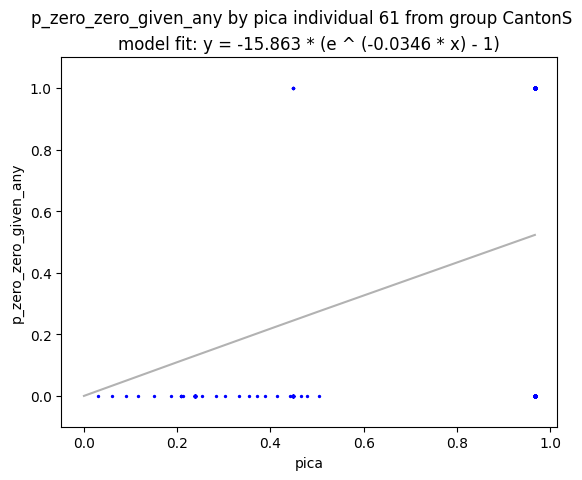 p_zero_zero_given_any by pica individual 61 from group CantonS
model fit: y = -15.863 * (e ^ (-0.0346 * x) - 1)
p_zero_zero_given_any
1.0
0.8
0.6
0.4
0.2
0.0
0.0 0.2 0.4 0.6 0.8 1.0
pica